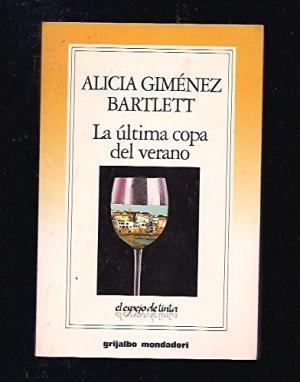 ALICIA GIMÉNEZ
BARTLETT
La última copa
del verano
el espejo de tinta
grijalbo mondadori